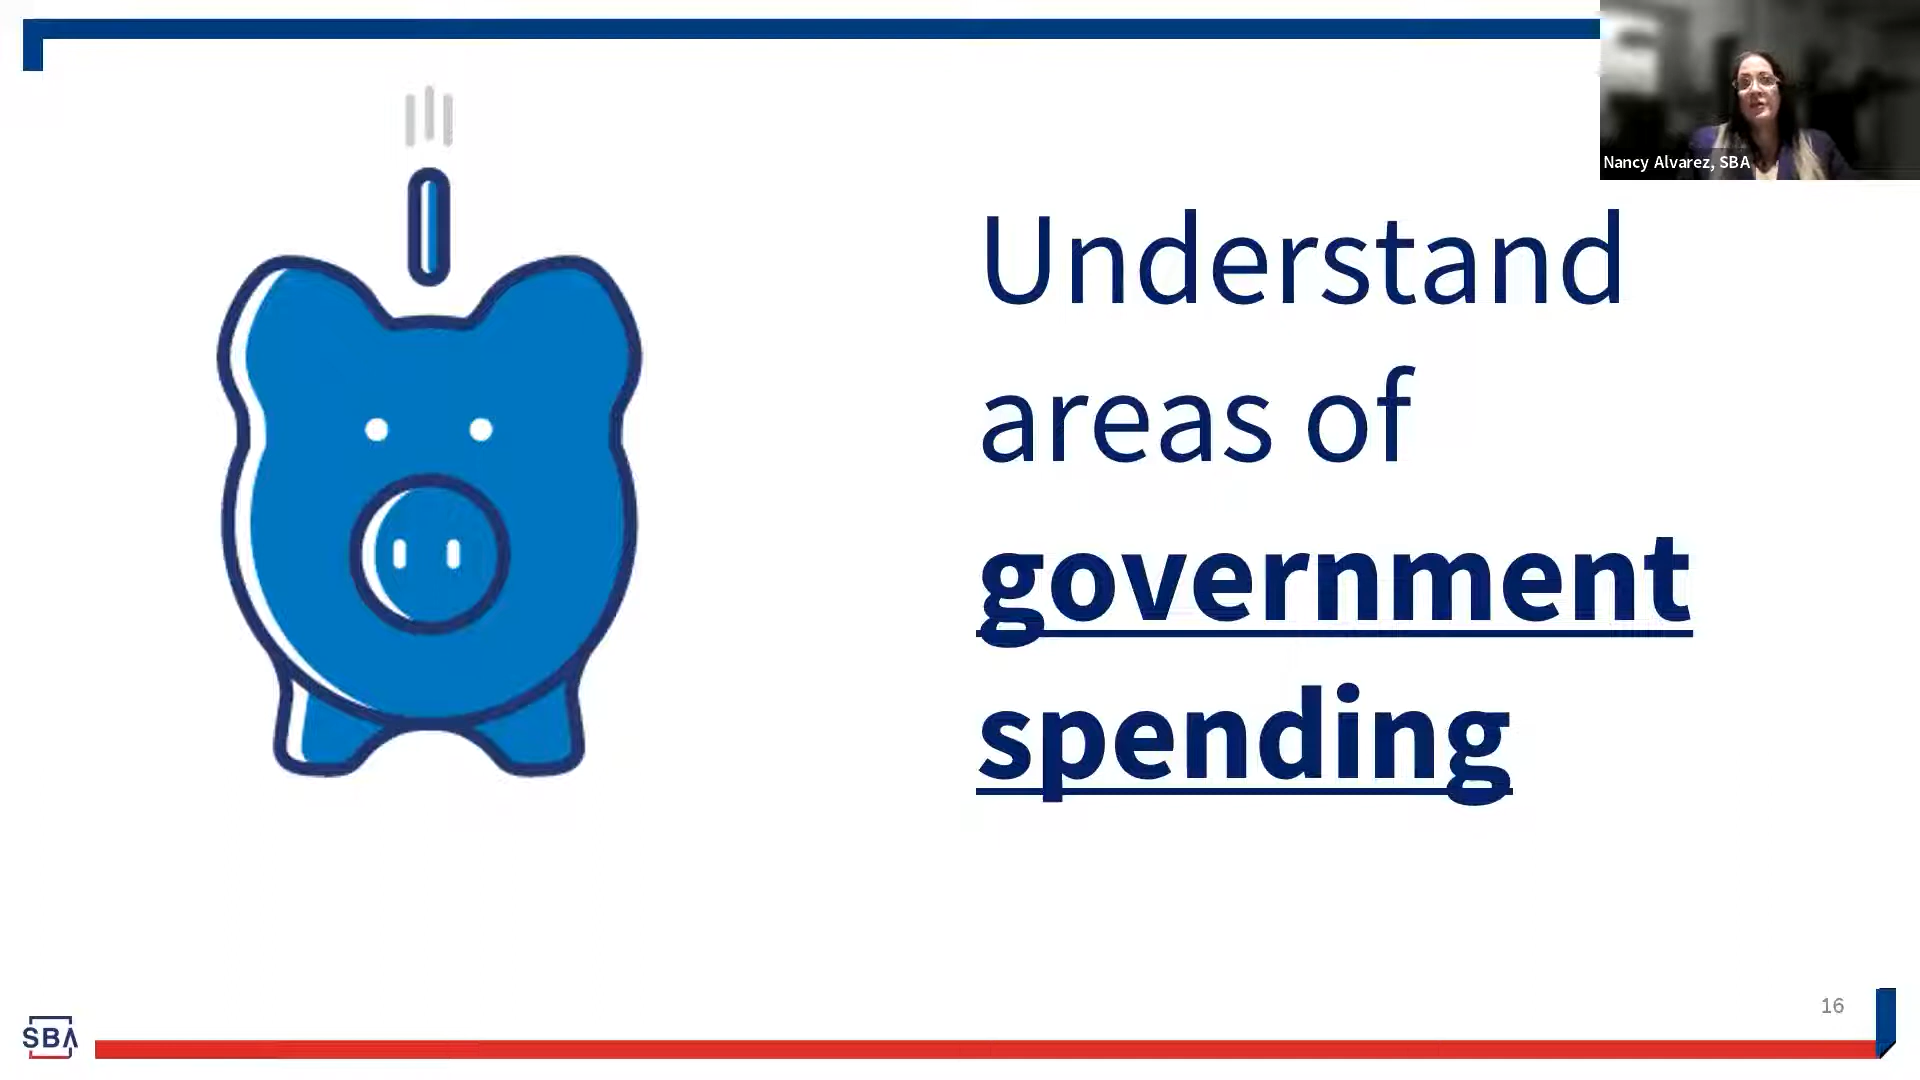 Nancy Alvarez, SBA
Understand
areas of
government
spending
16
SBA